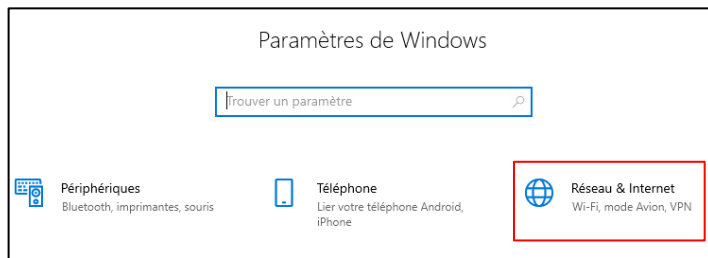 Paramètres de Windows
Trouver un paramètre
Périphériques
Bluetooth, imprimantes, souris
Téléphone
Lier votre téléphone Android,
iPhone
Réseau & Internet
Wi-Fi, mode Avion, VPN